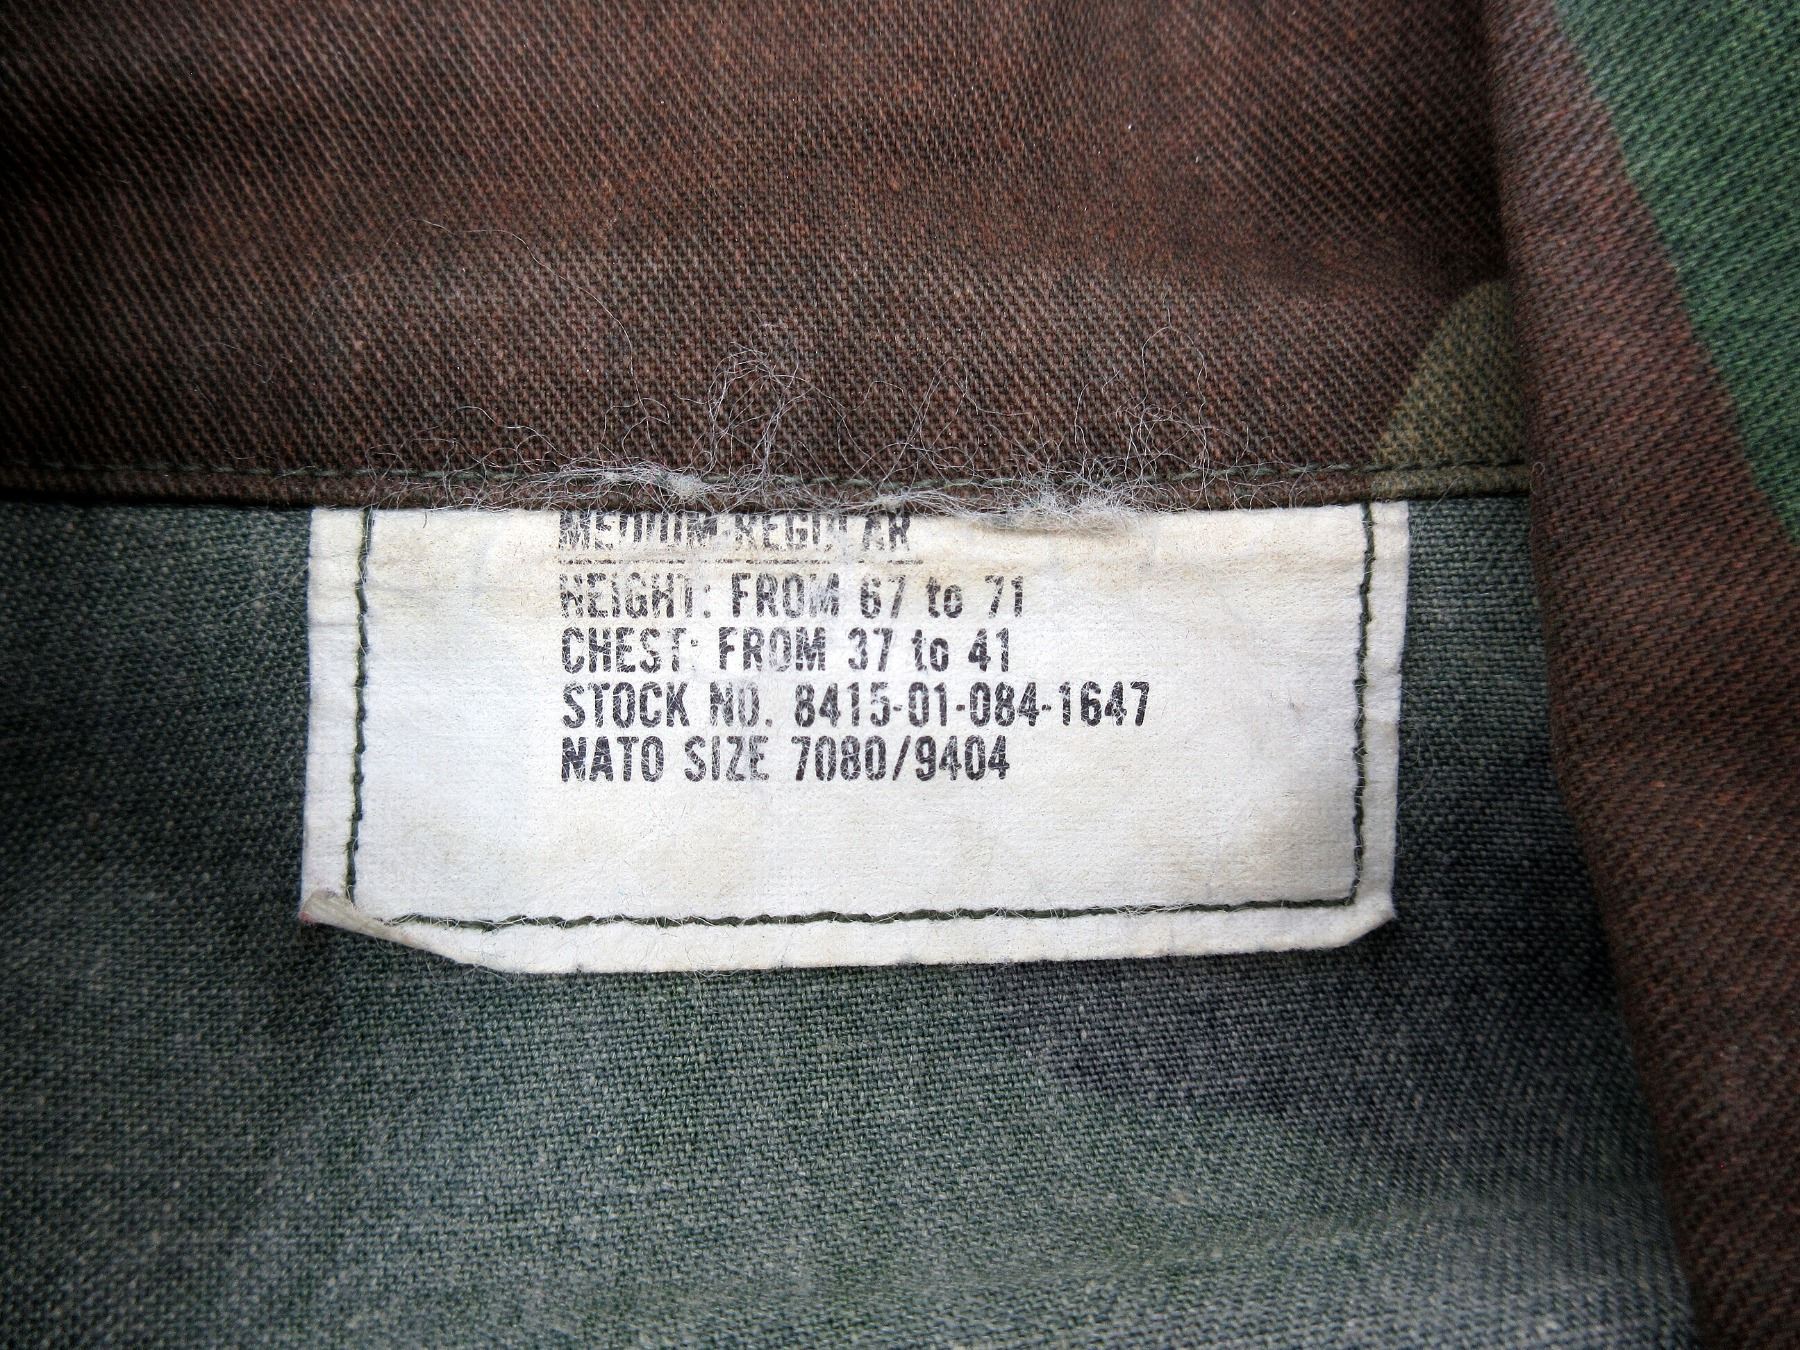 MEDIUM-REGULAR
HEIGHT: FROM 67 to 71
CHEST: FROM 37 to 41
STOCK NO. 8415-01-084-1647
NATO SIZE 7080/9404